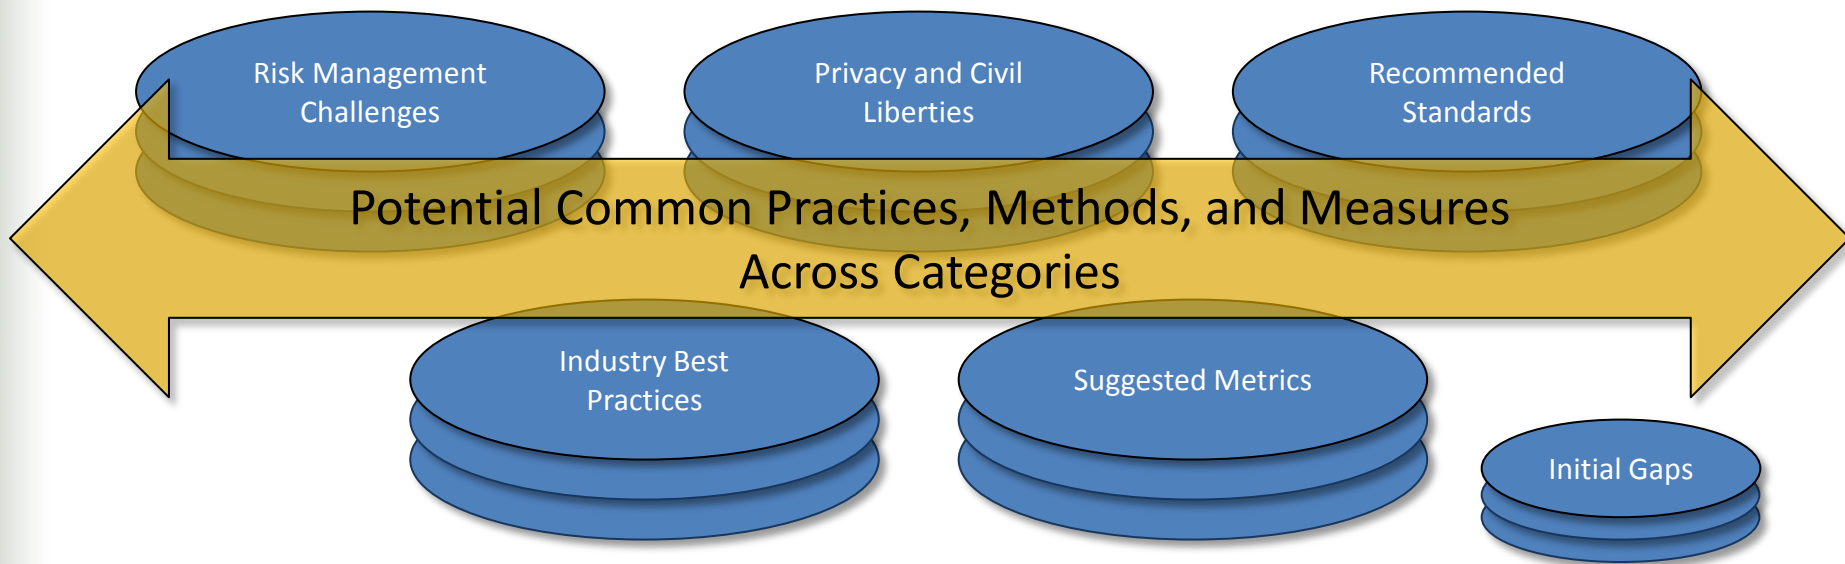 Risk Management
Challenges
Privacy and Civil
Liberties
Recommended
Standards
Potential Common Practices, Methods, and Measures
Across Categories
Industry Best
Practices
Suggested Metrics
Initial Gaps